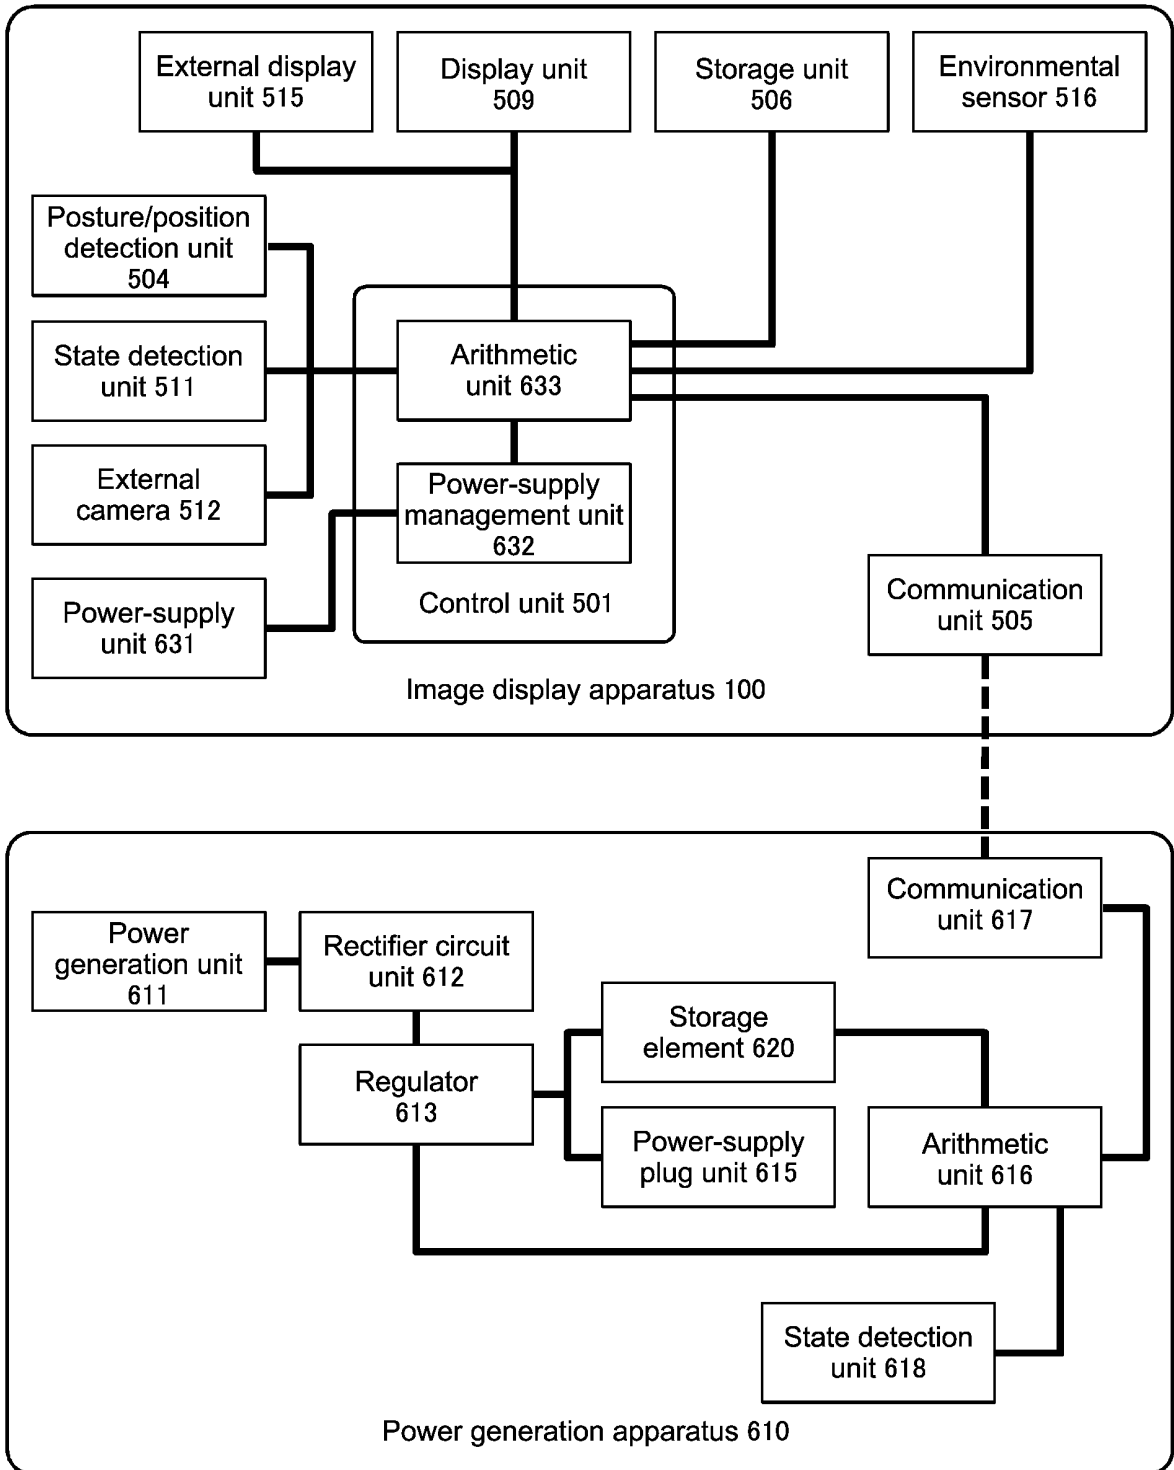 External display
unit 515
Display unit
509
Storage unit
506
Environmental
sensor 516
Posture/position
detection unit
504
State detection
unit 511
Arithmetic
unit 633
External
camera 512
Power-supply
management unit
632
Power-supply
unit 631
Control unit 501
Communication
unit 505
Image display apparatus 100
Communication
unit 617
Power
generation unit
611
Rectifier circuit
unit 612
Storage
element 620
Regulator
613
Power-supply
plug unit 615
Arithmetic
unit 616
State detection
unit 618
Power generation apparatus 610